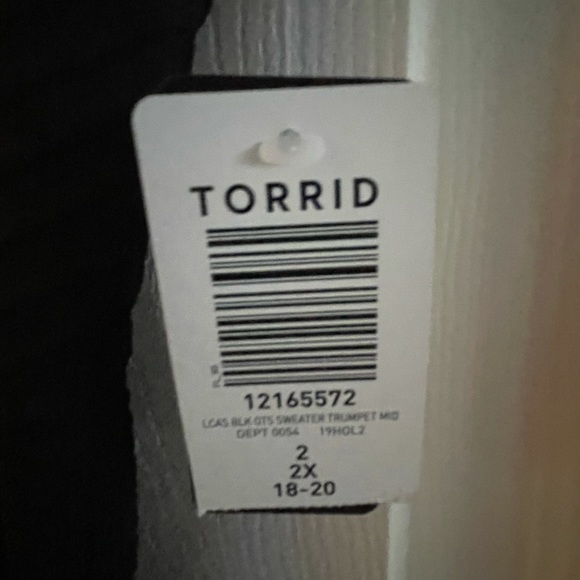 TORRID
12165572
LCAS BLK OTS SWEATER TRUMPET MID
DEPT 0054 19HOL2
2
2X
18-20